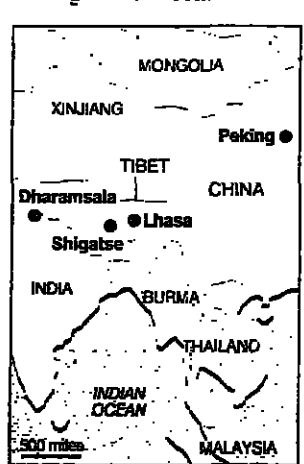 MONGOLIA
XINJIANG
Peking
TIBET
CHINA
Dharamsala
Lhasa
Shigatse
INDIA
BURMA
THAILAND
INDIAN
OCEAN
500 miles
MALAYSIA